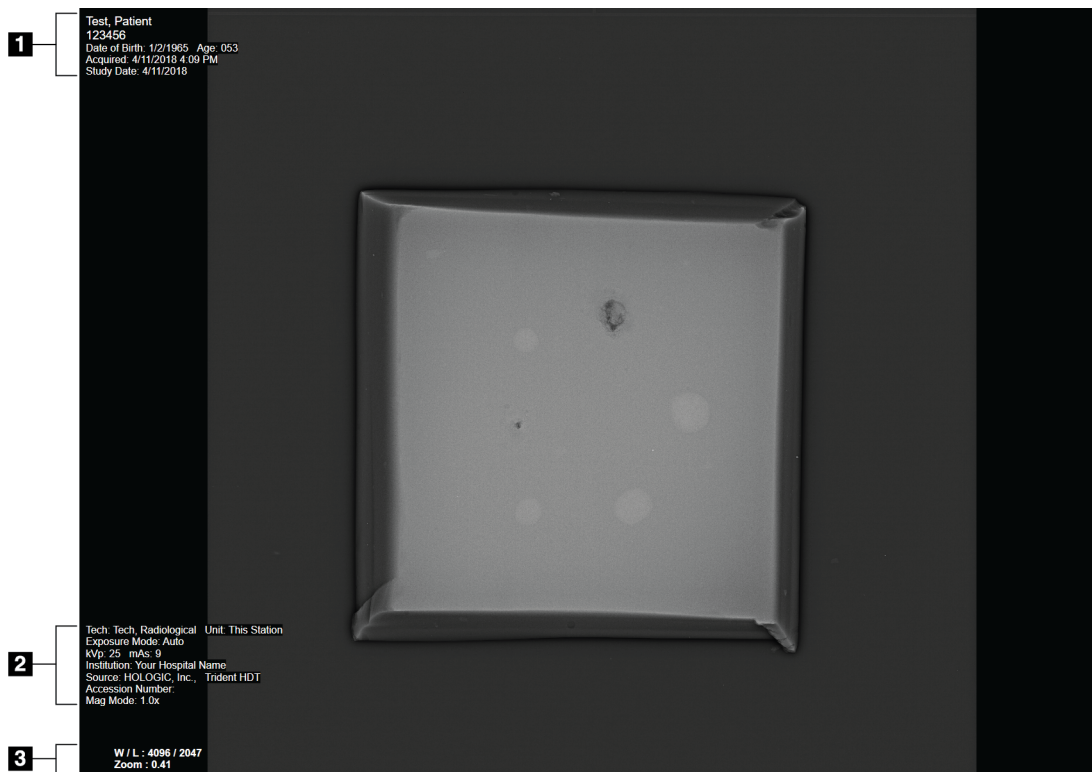 1
Test, Patient
123456
Date of Birth: 1/2/1965 Age: 053
Acquired: 4/11/2018 4:09 PM
Study Date: 4/11/2018
2
Tech: Tech, Radiological Unit: This Station
Exposure Mode: Auto
kVp: 25 mAs: 9
Institution: Your Hospital Name
Source: HOLOGIC, Inc., Trident HDT
Accession Number:
Mag Mode: 1.0x
3
W / L : 4096 / 2047
Zoom : 0.41